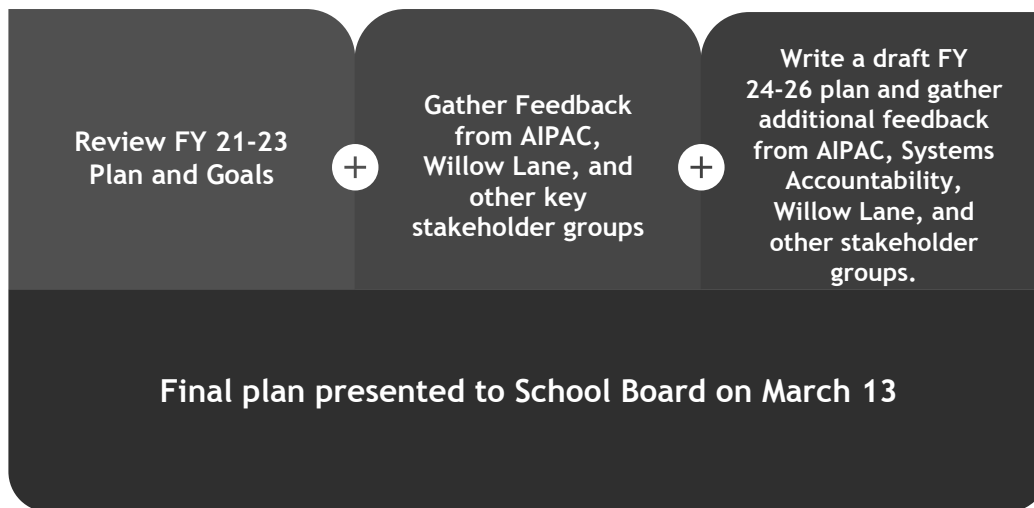 Review FY 21-23
Plan and Goals
Gather Feedback
from AIPAC,
Willow Lane, and
other key
stakeholder groups
Write a draft FY
24-26 plan and gather
additional feedback
from AIPAC, Systems
Accountability,
Willow Lane, and
other stakeholder
groups.
Final plan presented to School Board on March 13